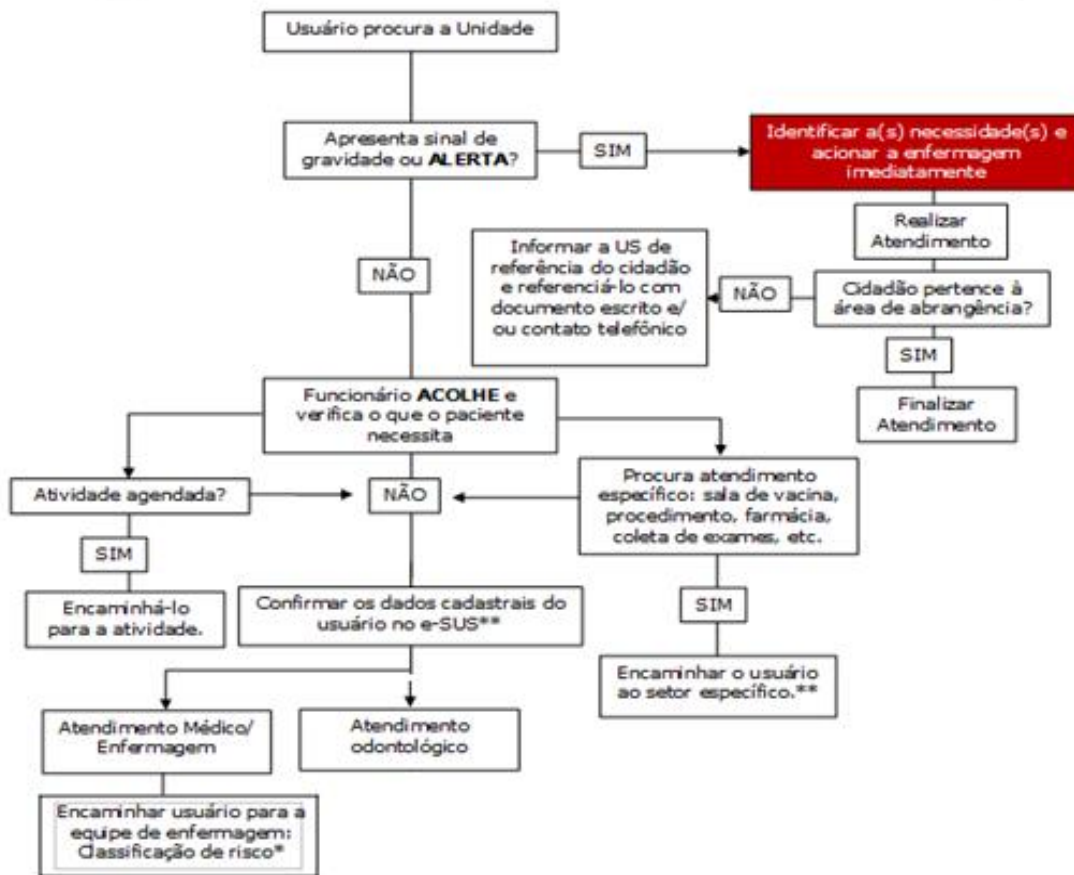 Usuário procura a Unidade
Apresenta sinal de
gravidade ou ALERTA?
SIM
Identificar a(s) necessidade(s) e
acionar a enfermagem
imediatamente
Realizar
Atendimento
Cidadão pertence à
área de abrangência?
NÃO
Informar a US de
referência do cidadão
e referenciá-lo com
documento escrito e/
ou contato telefônico
SIM
Finalizar
Atendimento
NÃO
Funcionário ACOLHE e
verifica o que o paciente
necessita
Atividade agendada?
NÃO
Procura atendimento
específico: sala de vacina,
procedimento, farmácia,
coleta de exames, etc.
SIM
Encaminhá-lo
para a atividade.
Confirmar os dados cadastrais do
usuário no e-SUS**
SIM
Encaminhar o usuário
ao setor específico.**
Atendimento Médico/
Enfermagem
Atendimento
odontológico
Encaminhar usuário para a
equipe de enfermagem:
Classificação de risco*